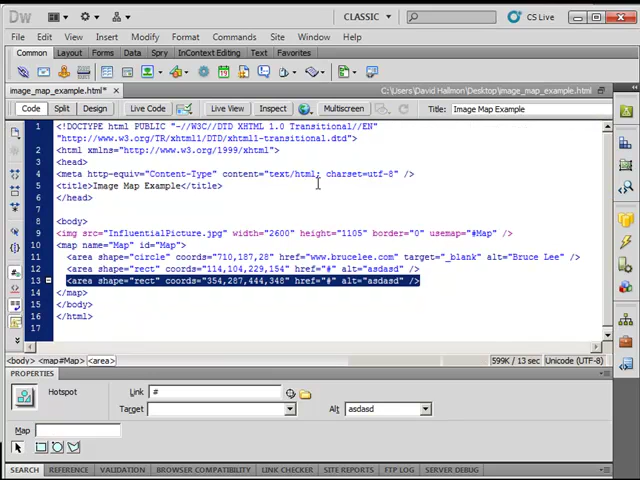 Dw CLASSIC CS Live
File Edit View Insert Modify Format Commands Site Window Help
Common Layout Forms Data Spry InContext Editing Text Favorites
image_map_example.html* C:\Users\David Hallmon\Desktop\image_map_example.html
Code Split Design Live Code Live View Inspect Multiscreen Title: Image Map Example
1 <!DOCTYPE html PUBLIC "-//W3C//DTD XHTML 1.0 Transitional//EN"
"http://www.w3.org/TR/xhtml1/DTD/xhtml1-transitional.dtd">
2 <html xmlns="http://www.w3.org/1999/xhtml">
3 <head>
4 <meta http-equiv="Content-Type" content="text/html; charset=utf-8" />
5 <title>Image Map Example</title>
6 </head>
7
8 <body>
9 <img src="InfluentialPicture.jpg" width="2600" height="1105" border="0" usemap="#Map" />
10 <map name="Map" id="Map">
11 <area shape="circle" coords="710,187,28" href="www.brucelee.com" target="_blank" alt="Bruce Lee" />
12 <area shape="rect" coords="114,104,229,154" href="#" alt="asdasd" />
13 <area shape="rect" coords="354,287,444,348" href="#" alt="asdasd" />
14 </map>
15 </body>
16 </html>
17
<body> <map#Map> <area> 599K / 13 sec Unicode (UTF-8)
PROPERTIES
Hotspot Link #
Target Alt asdasd
Map
SEARCH REFERENCE VALIDATION BROWSER COMPATIBILITY LINK CHECKER SITE REPORTS FTP LOG SERVER DEBUG